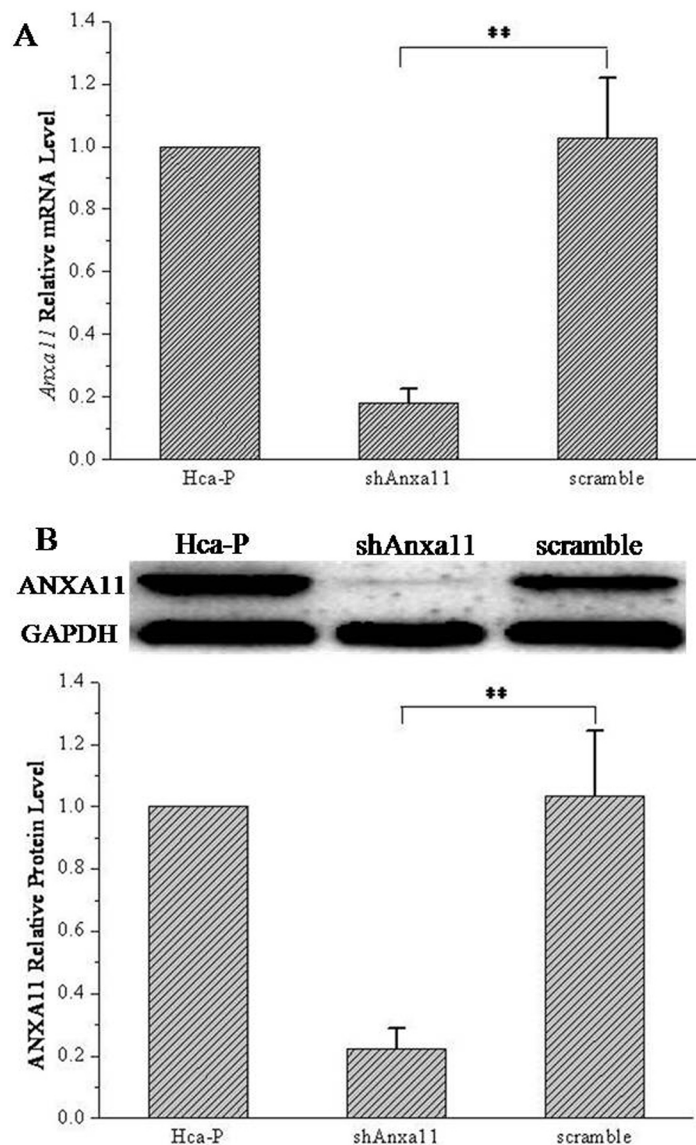 A
**
1.4
1.2
1.0
0.8
0.6
0.4
0.2
0.0
Anxa11 Relative mRNA Level
Hca-P shAnxa11 scramble
B
Hca-P shAnxa11 scramble
ANXA11
GAPDH
**
1.4
1.2
1.0
0.8
0.6
0.4
0.2
0.0
ANXA11 Relative Protein Level
Hca-P shAnxa11 scramble